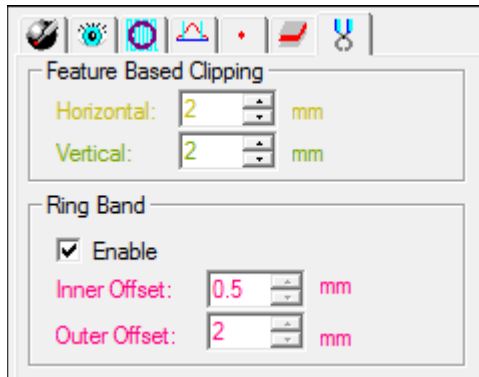 Feature Based Clipping
Horizontal: 2 mm
Vertical: 2 mm
Ring Band
Enable
Inner Offset: 0.5 mm
Outer Offset: 2 mm